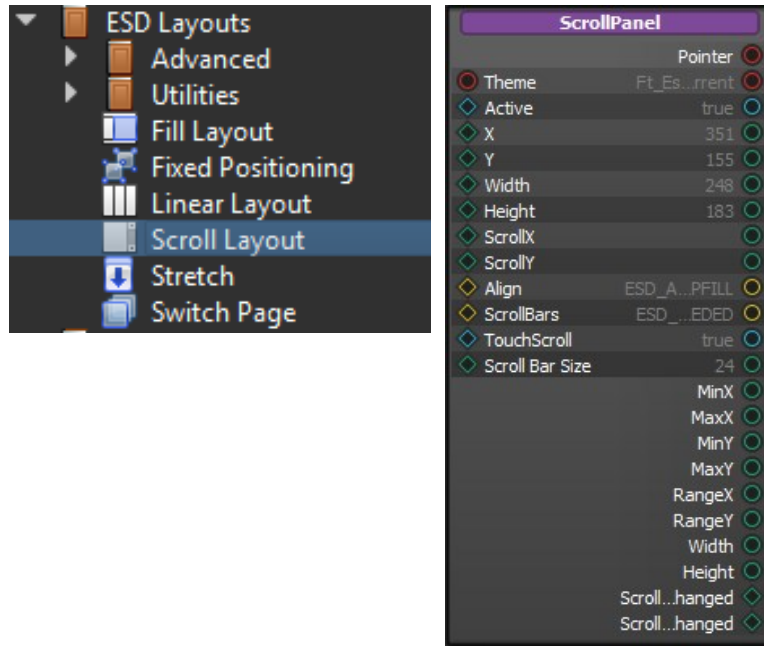 ESD Layouts
Advanced
Utilities
Fill Layout
Fixed Positioning
Linear Layout
Scroll Layout
Stretch
Switch Page
ScrollPanel
Pointer
Theme Ft_Es...rrent
Active true
X 351
Y 155
Width 248
Height 183
ScrollX
ScrollY
Align ESD_A...PFILL
ScrollBars ESD_...EDED
TouchScroll true
Scroll Bar Size 24
MinX
MaxX
MinY
MaxY
RangeX
RangeY
Width
Height
Scroll...hanged
Scroll...hanged